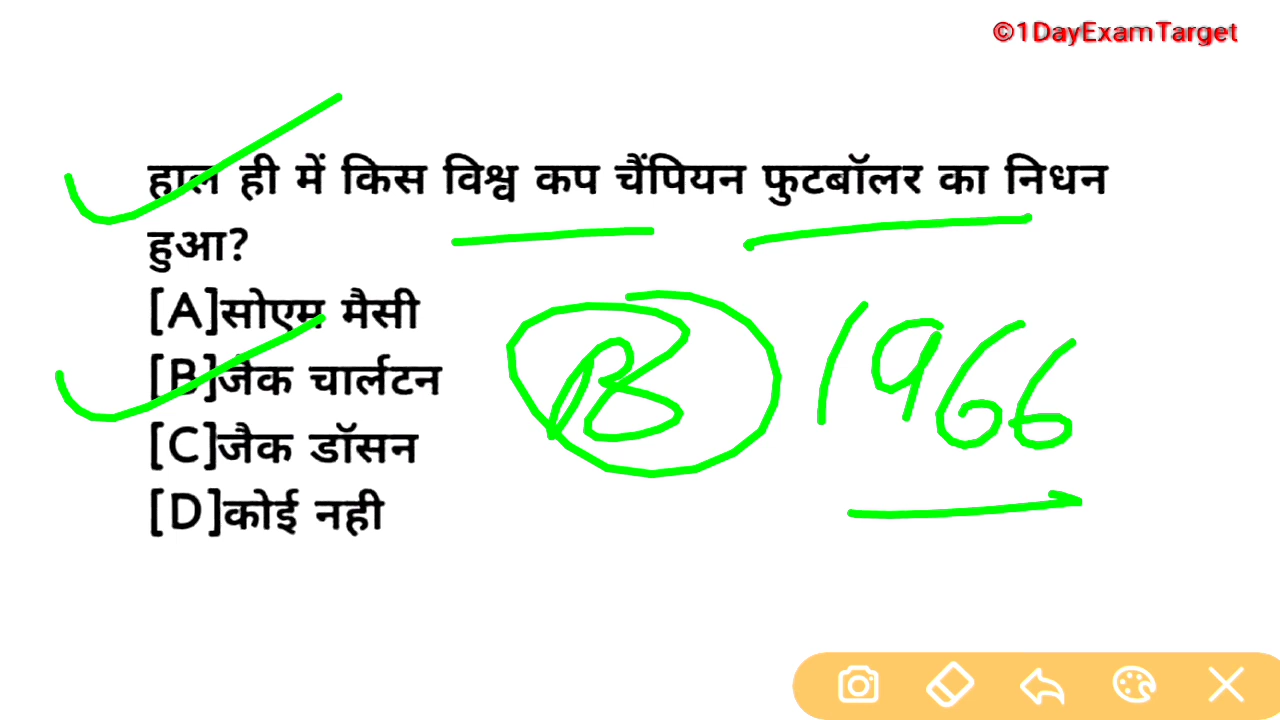 ©1DayExamTarget
हाल ही में किस विश्व कप चैंपियन फुटबॉलर का निधन
हुआ?
[A]सोएम मैसी
[B]जैक चार्लटन
[C]जैक डॉसन
[D]कोई नही
B
1966